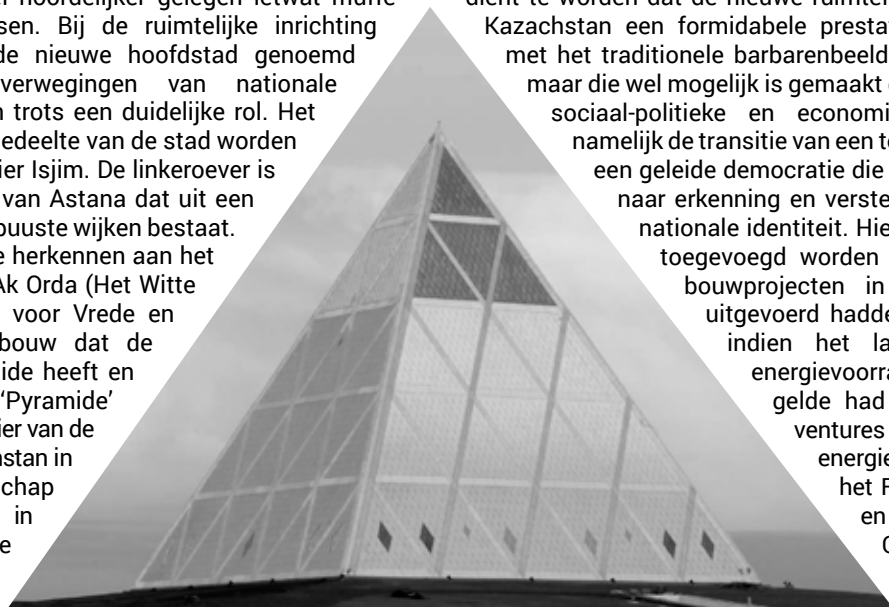 noordelijker gelegen ietwat muffe
sen. Bij de ruimtelijke inrichting
de nieuwe hoofdstad genoemd
verwegingen van nationale
n trots een duidelijke rol. Het
edeelte van de stad worden
ier Isjim. De linkeroever is
van Astana dat uit een
puuste wijken bestaat.
e herkennen aan het
Ak Orda (Het Witte
voor Vrede en
bouw dat de
ide heeft en
‘Pyramide’
ier van de
nstan in
chap
in
e
dient te worden dat de nieuwe ruimtel
Kazachstan een formidabele presta
met het traditionele barbarenbeeld
maar die wel mogelijk is gemaakt
sociaal-politieke en economi
namelijk de transitie van een to
een geleide democratie die
naar erkenning en verste
nationale identiteit. Hie
toegevoegd worden
bouwprojecten in
uitgevoerd hadde
indien het la
energievoorra
gelde had
ventures
energie
het
en